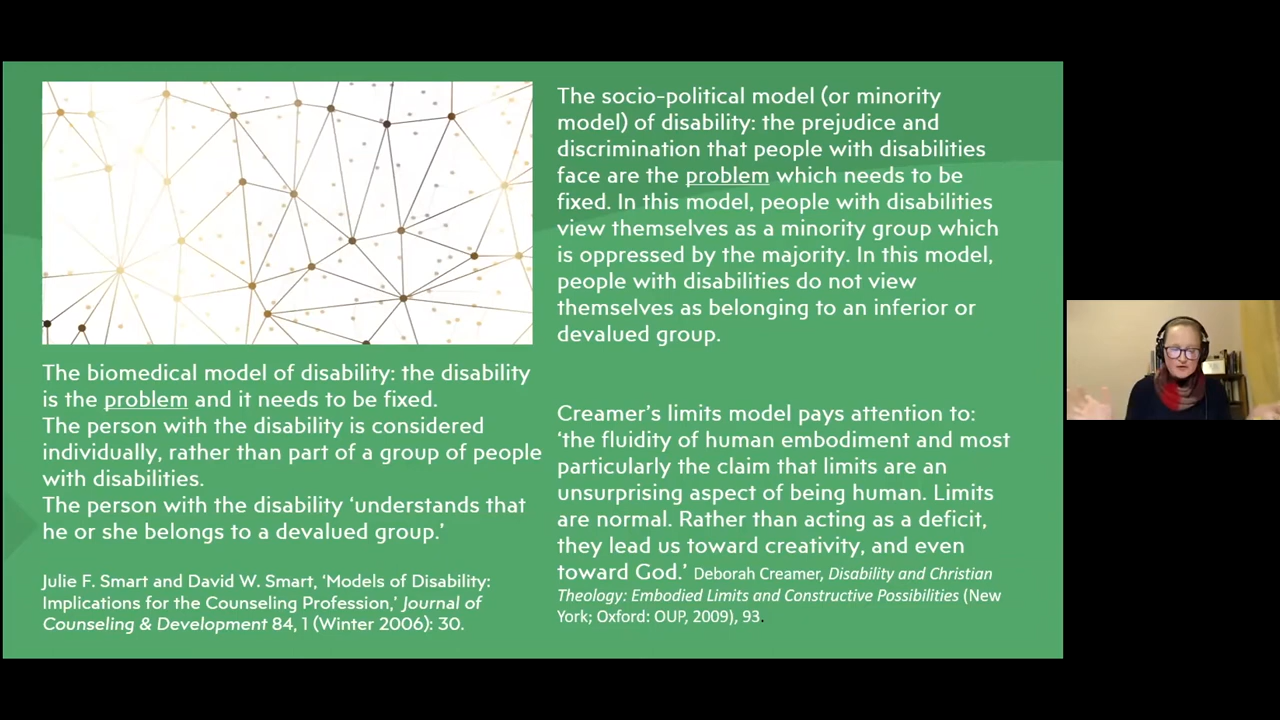 The biomedical model of disability: the disability
is the problem and it needs to be fixed.
The person with the disability is considered
individually, rather than part of a group of people
with disabilities.
The person with the disability ‘understands that
he or she belongs to a devalued group.’
Julie F. Smart and David W. Smart, ‘Models of Disability:
Implications for the Counseling Profession,’ Journal of
Counseling & Development 84, 1 (Winter 2006): 30.
The socio-political model (or minority
model) of disability: the prejudice and
discrimination that people with disabilities
face are the problem which needs to be
fixed. In this model, people with disabilities
view themselves as a minority group which
is oppressed by the majority. In this model,
people with disabilities do not view
themselves as belonging to an inferior or
devalued group.
Creamer’s limits model pays attention to:
‘the fluidity of human embodiment and most
particularly the claim that limits are an
unsurprising aspect of being human. Limits
are normal. Rather than acting as a deficit,
they lead us toward creativity, and even
toward God.’ Deborah Creamer, Disability and Christian
Theology: Embodied Limits and Constructive Possibilities (New
York; Oxford: OUP, 2009), 93.